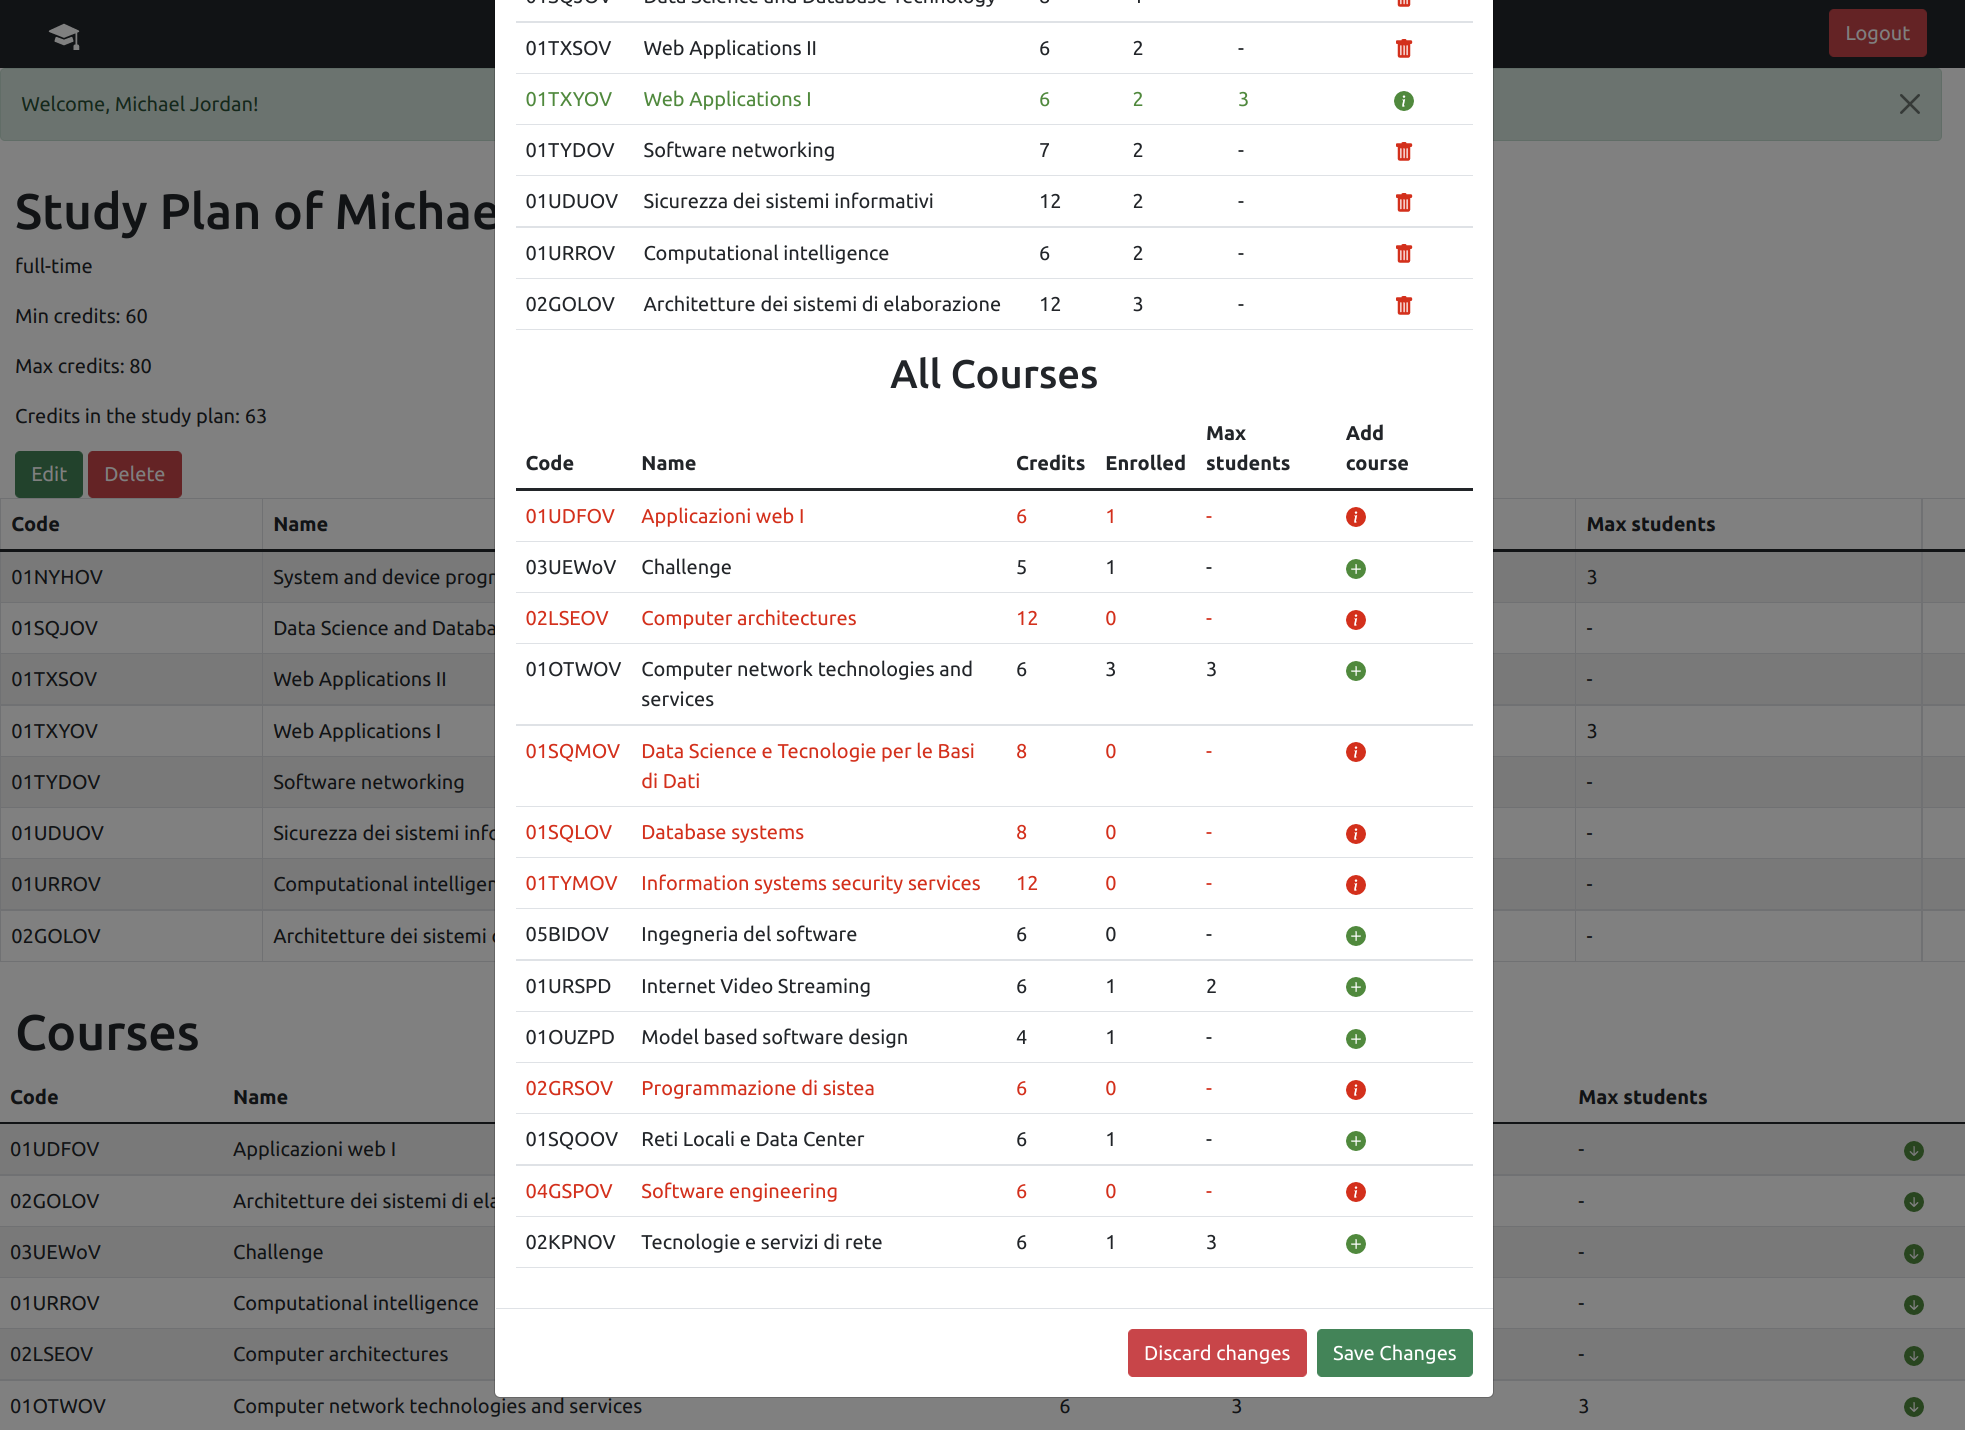 Logout
Welcome, Michael Jordan!
Study Plan of Michae
full-time
Min credits: 60
Max credits: 80
Credits in the study plan: 63
Edit Delete
Code Name Max students
01NYHOV System and device progr 3
01SQJOV Data Science and Databa -
01TXSOV Web Applications II -
01TXYOV Web Applications I 3
01TYDOV Software networking -
01UDUOV Sicurezza dei sistemi info -
01URROV Computational intelligen -
02GOLOV Architetture dei sistemi -
Courses
Code Name Max students
01UDFOV Applicazioni web I -
02GOLOV Architetture dei sistemi di ela -
03UEWoV Challenge -
01URROV Computational intelligence -
02LSEOV Computer architectures -
01OTWOV Computer network technologies and services 6 3 3
01SQJOV Data Science and Database Technology
01TXSOV Web Applications II 6 2 -
01TXYOV Web Applications I 6 2 3
01TYDOV Software networking 7 2 -
01UDUOV Sicurezza dei sistemi informativi 12 2 -
01URROV Computational intelligence 6 2 -
02GOLOV Architetture dei sistemi di elaborazione 12 3 -
All Courses
Code Name Credits Enrolled Max students Add course
01UDFOV Applicazioni web I 6 1 -
03UEWoV Challenge 5 1 -
02LSEOV Computer architectures 12 0 -
01OTWOV Computer network technologies and 6 3 3
services
01SQMOV Data Science e Tecnologie per le Basi 8 0 -
di Dati
01SQLOV Database systems 8 0 -
01TYMOV Information systems security services 12 0 -
05BIDOV Ingegneria del software 6 0 -
01URSPD Internet Video Streaming 6 1 2
01OUZPD Model based software design 4 1 -
02GRSOV Programmazione di sistea 6 0 -
01SQOOV Reti Locali e Data Center 6 1 -
04GSPOV Software engineering 6 0 -
02KPNOV Tecnologie e servizi di rete 6 1 3
Discard changes Save Changes